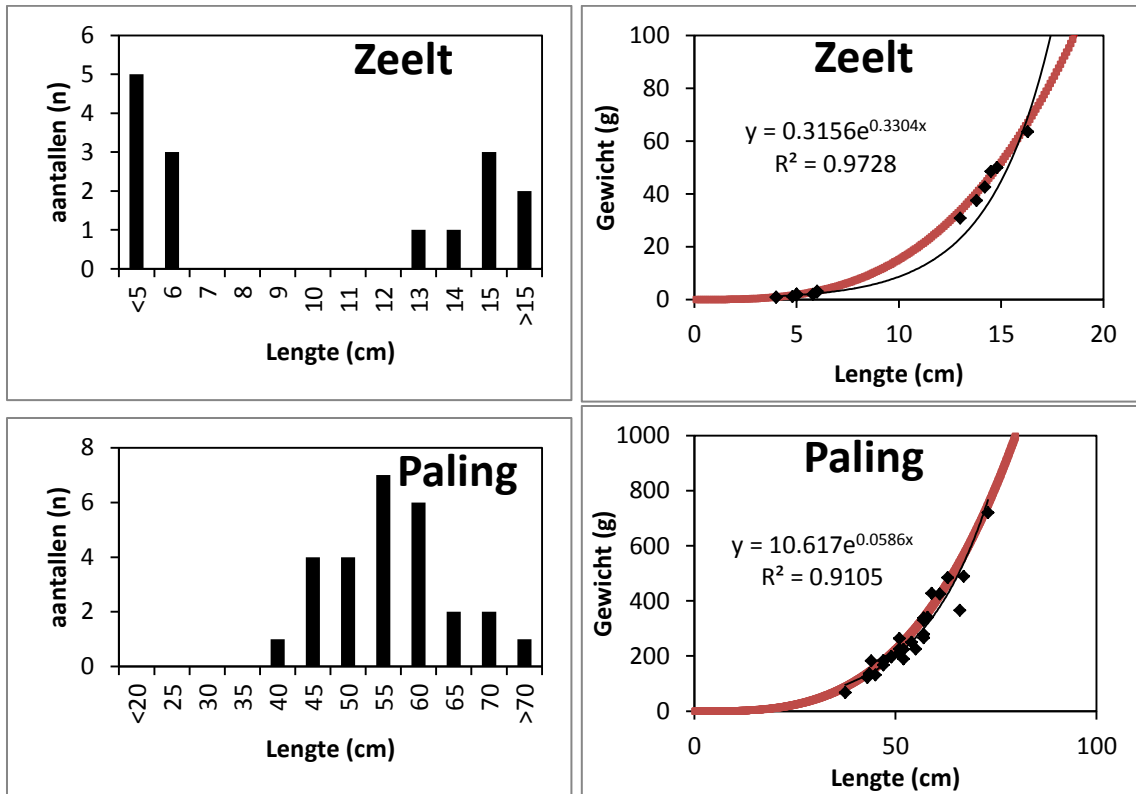 Zeelt
aantallen (n)
6
5
4
3
2
1
0
<5 6 7 8 9 10 11 12 13 14 15 >15
Lengte (cm)
Zeelt
Gewicht (g)
100
80
60
40
20
0
y = 0.3156e^0.3304x
R² = 0.9728
0 5 10 15 20
Lengte (cm)
Paling
aantallen (n)
8
6
4
2
0
<20 25 30 35 40 45 50 55 60 65 70 >70
Lengte (cm)
Paling
Gewicht (g)
1000
800
600
400
200
0
y = 10.617e^0.0586x
R² = 0.9105
0 50 100
Lengte (cm)